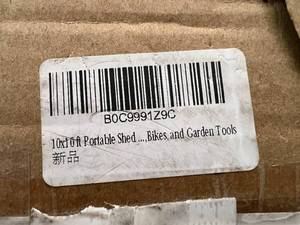 B0C9991Z9C
10x10 ft Portable Shed ...,Bikes, and Garden Tools
新品